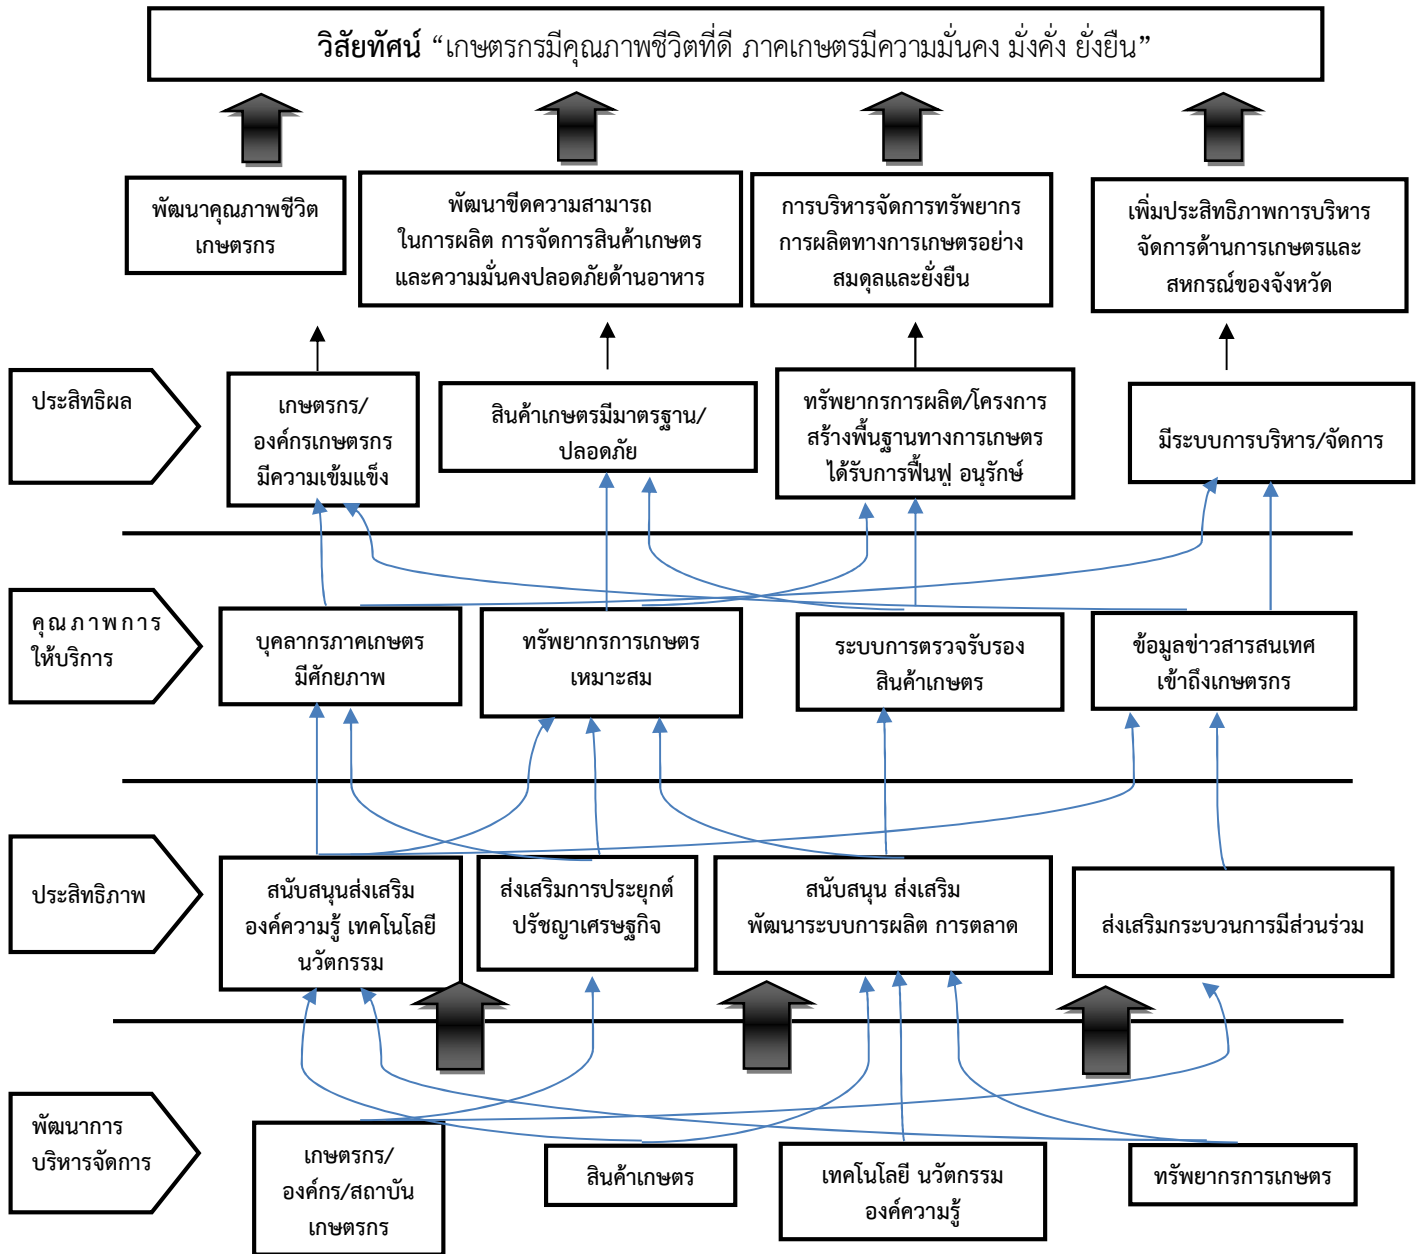 วิสัยทัศน์ “เกษตรกรมีคุณภาพชีวิตที่ดี ภาคเกษตรมีความมั่นคง มั่งคั่ง ยั่งยืน”
พัฒนาคุณภาพชีวิต
เกษตรกร
พัฒนาขีดความสามารถ
ในการผลิต การจัดการสินค้าเกษตร
และความมั่นคงปลอดภัยด้านอาหาร
การบริหารจัดการทรัพยากร
การผลิตทางการเกษตรอย่าง
สมดุลและยั่งยืน
เพิ่มประสิทธิภาพการบริหาร
จัดการด้านการเกษตรและ
สหกรณ์ของจังหวัด
ประสิทธิผล
เกษตรกร/
องค์กรเกษตรกร
มีความเข้มแข็ง
สินค้าเกษตรมีมาตรฐาน/
ปลอดภัย
ทรัพยากรการผลิต/โครงการ
สร้างพื้นฐานทางการเกษตร
ได้รับการฟื้นฟู อนุรักษ์
มีระบบการบริหาร/จัดการ
คุณภาพการ
ให้บริการ
บุคลากรภาคเกษตร
มีศักยภาพ
ทรัพยากรการเกษตร
เหมาะสม
ระบบการตรวจรับรอง
สินค้าเกษตร
ข้อมูลข่าวสารสนเทศ
เข้าถึงเกษตรกร
ประสิทธิภาพ
สนับสนุนส่งเสริม
องค์ความรู้ เทคโนโลยี
นวัตกรรม
ส่งเสริมการประยุกต์
ปรัชญาเศรษฐกิจ
สนับสนุน ส่งเสริม
พัฒนาระบบการผลิต การตลาด
ส่งเสริมกระบวนการมีส่วนร่วม
พัฒนาการ
บริหารจัดการ
เกษตรกร/
องค์กร/สถาบัน
เกษตรกร
สินค้าเกษตร
เทคโนโลยี นวัตกรรม
องค์ความรู้
ทรัพยากรการเกษตร